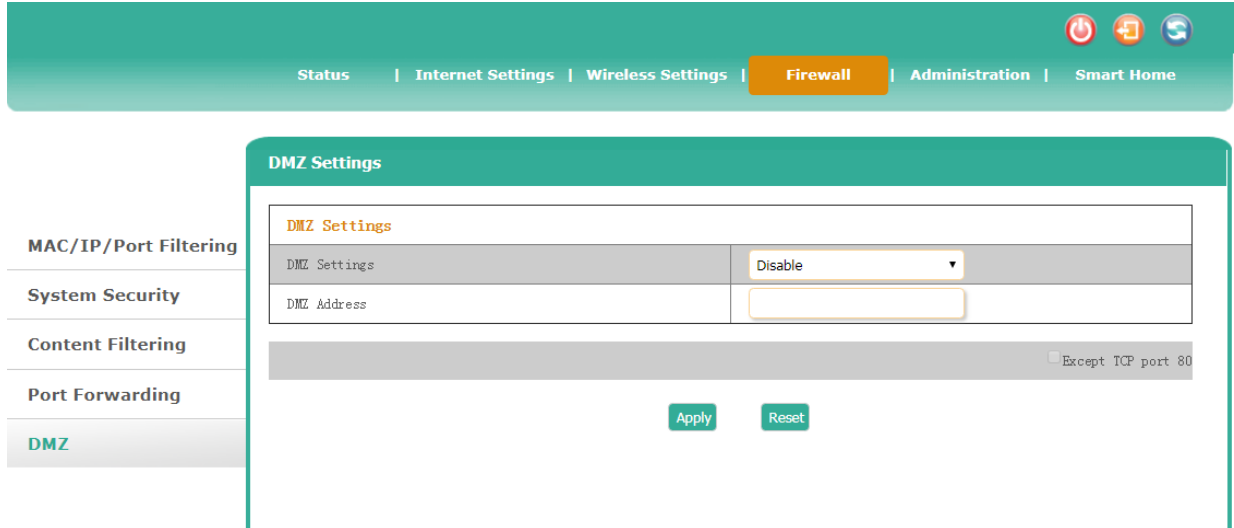 Status | Internet Settings | Wireless Settings | Firewall | Administration | Smart Home
DMZ Settings
MAC/IP/Port Filtering
System Security
Content Filtering
Port Forwarding
DMZ
DMZ Settings
DMZ Settings Disable
DMZ Address
Except TCP port 80
Apply Reset